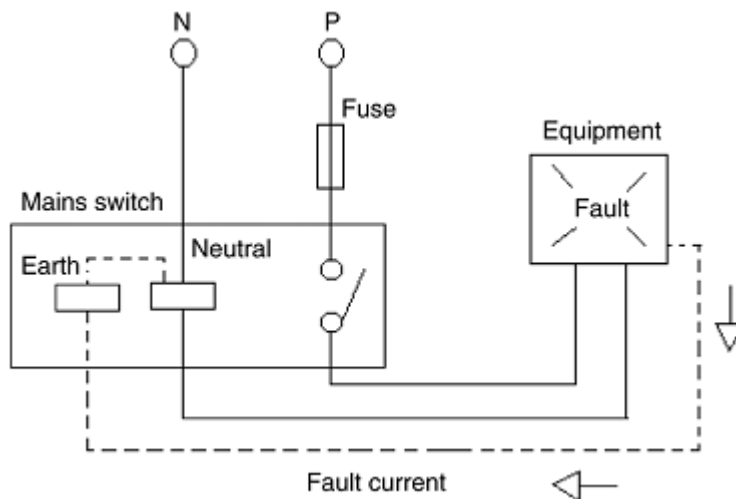 N
P
Fuse
Equipment
Fault
Mains switch
Neutral
Earth
Fault current